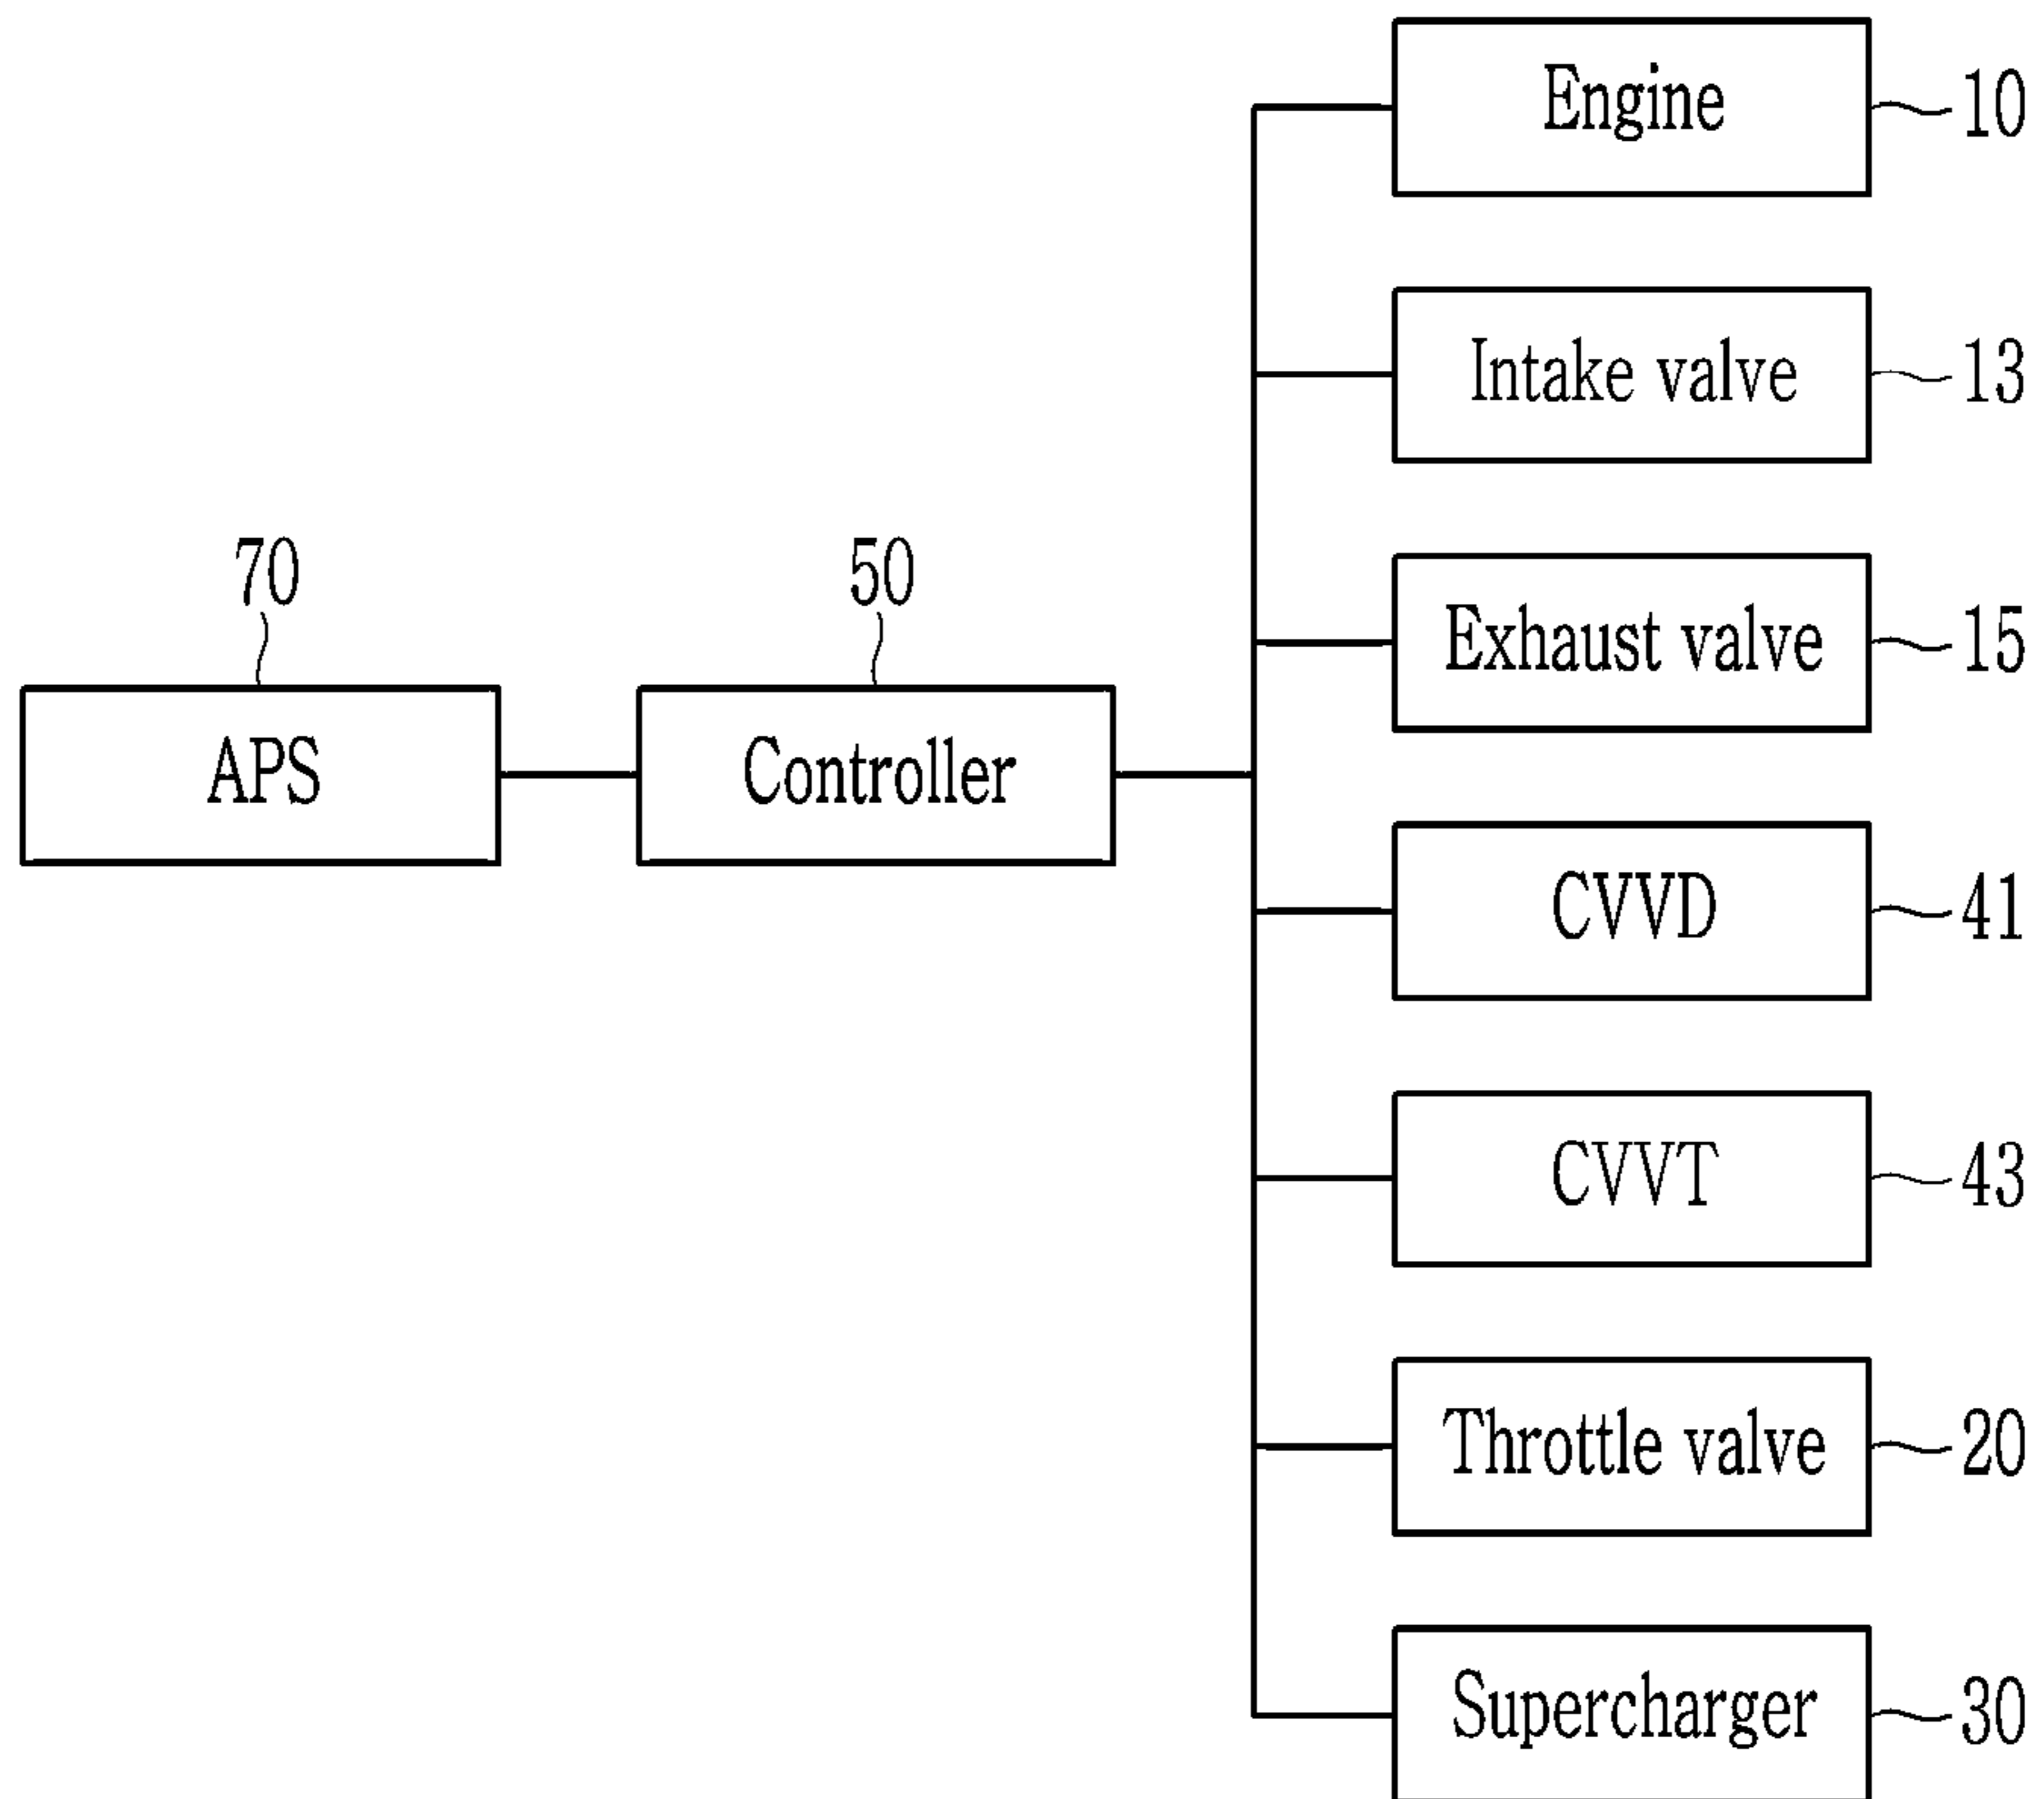 Engine 10
Intake valve 13
70 50 Exhaust valve 15
APS Controller
CVVD 41
CVVT 43
Throttle valve 20
Supercharger 30